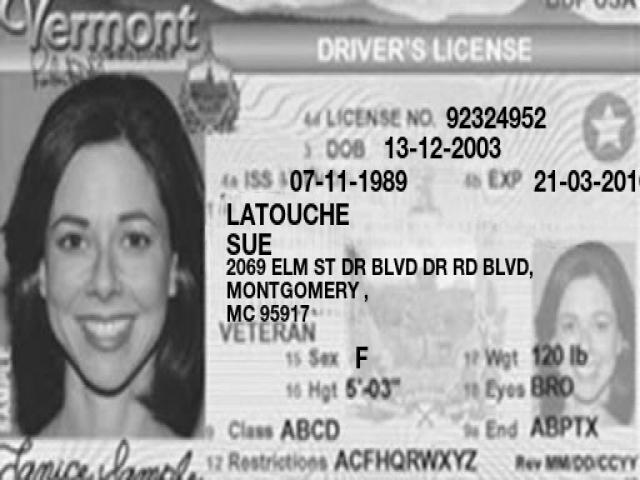 Vermont
DRIVER'S LICENSE
4d LICENSE NO. 92324952
3 DOB 13-12-2003
4a ISS 07-11-1989 4b EXP 21-03-201
LATOUCHE
SUE
2069 ELM ST DR BLVD DR RD BLVD,
MONTGOMERY ,
MC 95917
VETERAN
15 Sex F 17 Wgt 120 lb
16 Hgt 5'-03" 18 Eyes BRO
9 Class ABCD 9a End ABPTX
Janice Sample 12 Restrictions ACFHQRWXYZ Rev MM/DD/CCYY